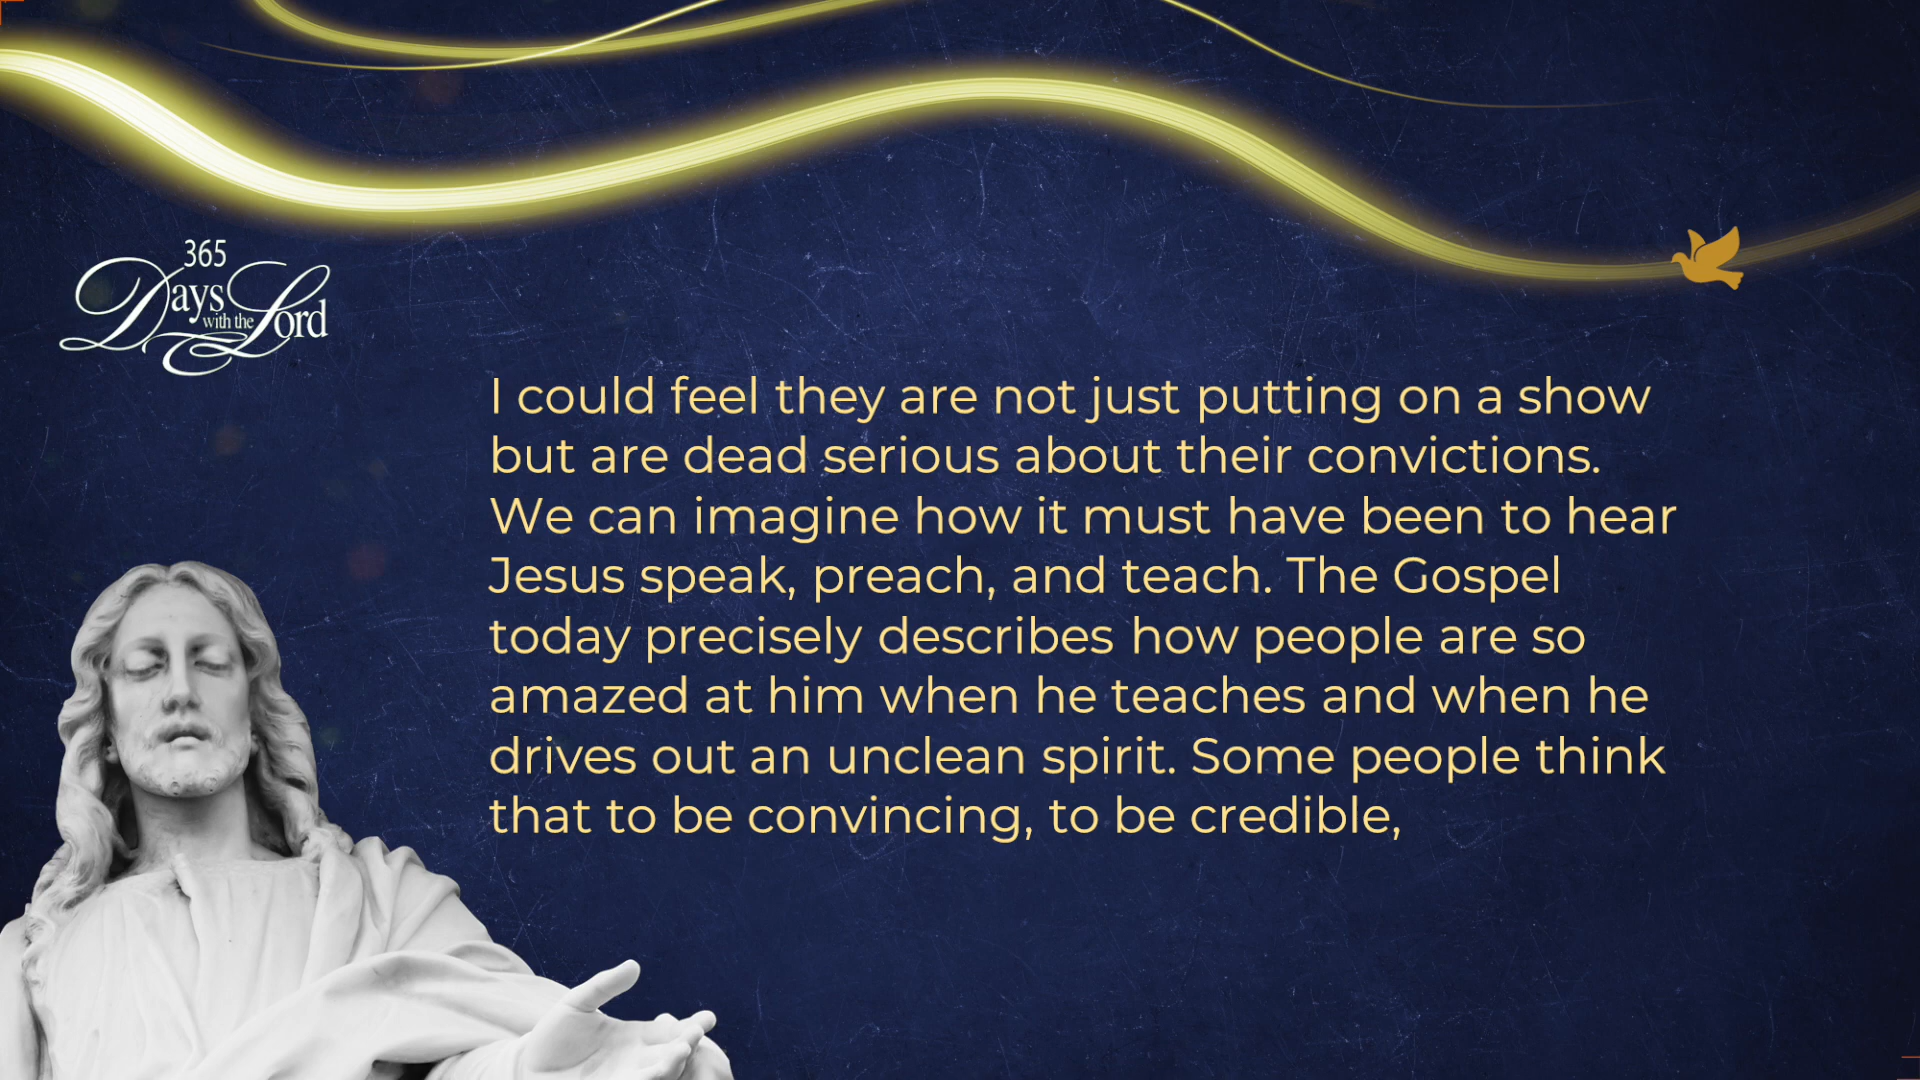 365
Days
with the
Lord
I could feel they are not just putting on a show
but are dead serious about their convictions.
We can imagine how it must have been to hear
Jesus speak, preach, and teach. The Gospel
today precisely describes how people are so
amazed at him when he teaches and when he
drives out an unclean spirit. Some people think
that to be convincing, to be credible,